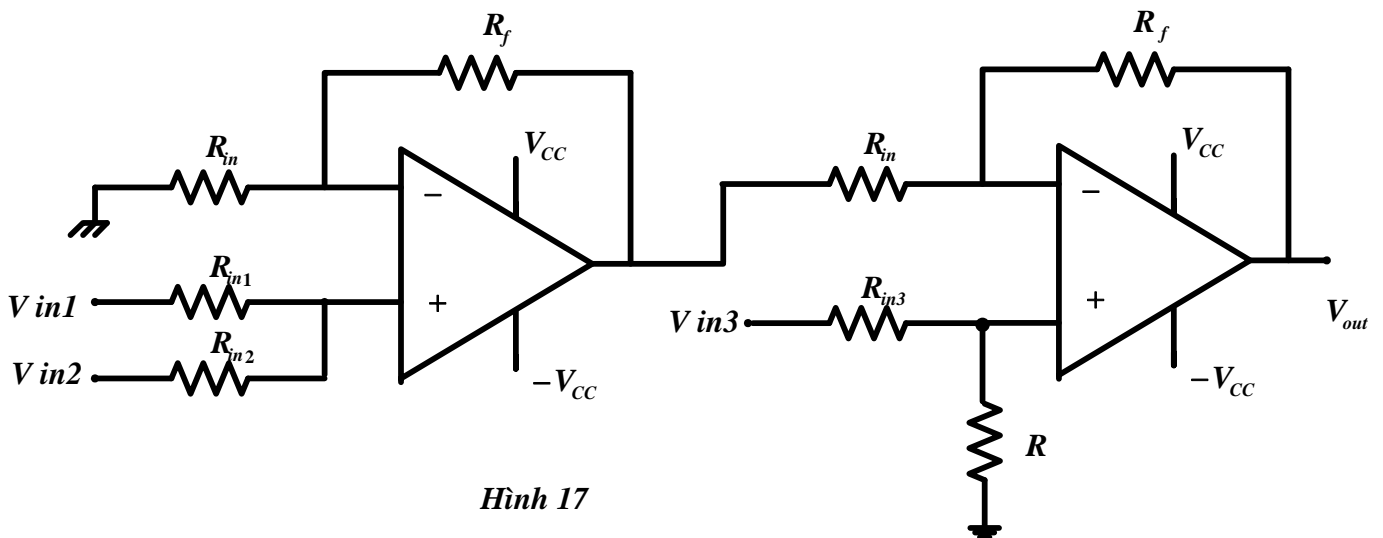 R_f
R_f
V_CC
V_CC
R_in
R_in
−
−
R_in1
V in1
+
R_in3
+
V in3
V_out
R_in2
V in2
−V_CC
−V_CC
R
Hình 17